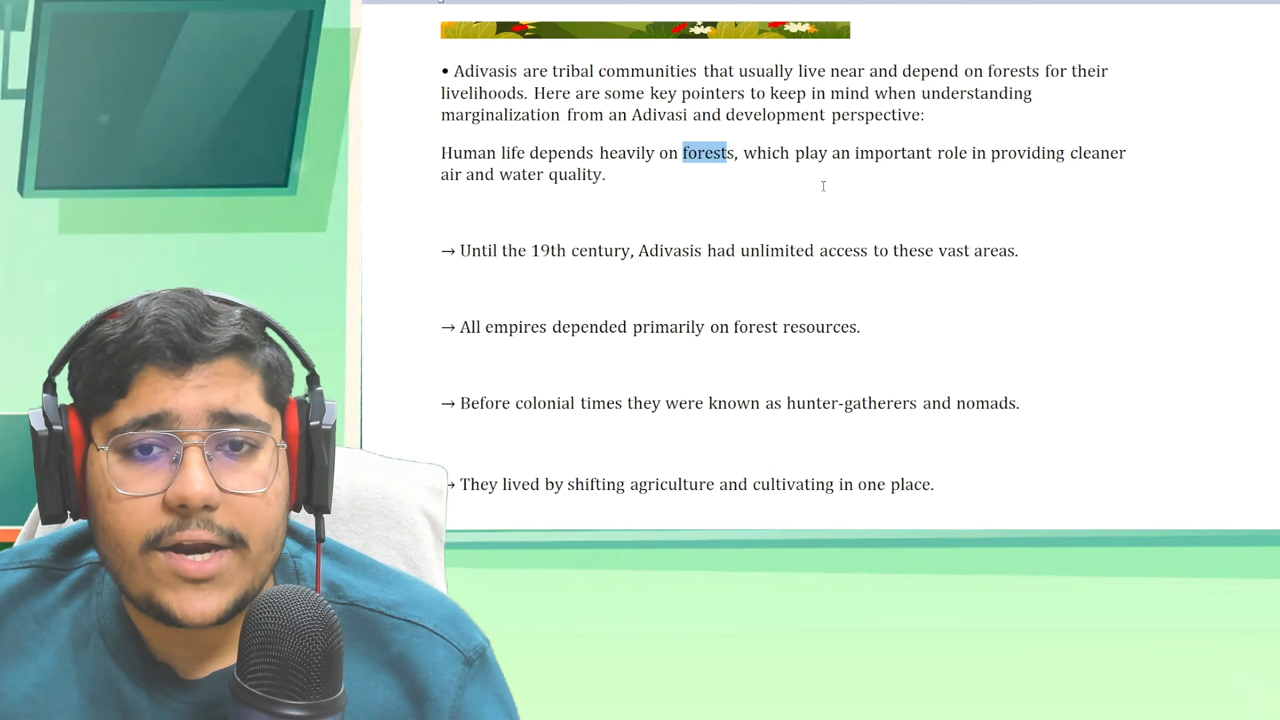 • Adivasis are tribal communities that usually live near and depend on forests for their
livelihoods. Here are some key pointers to keep in mind when understanding
marginalization from an Adivasi and development perspective:
Human life depends heavily on forests, which play an important role in providing cleaner
air and water quality.
→ Until the 19th century, Adivasis had unlimited access to these vast areas.
→ All empires depended primarily on forest resources.
→ Before colonial times they were known as hunter-gatherers and nomads.
→ They lived by shifting agriculture and cultivating in one place.